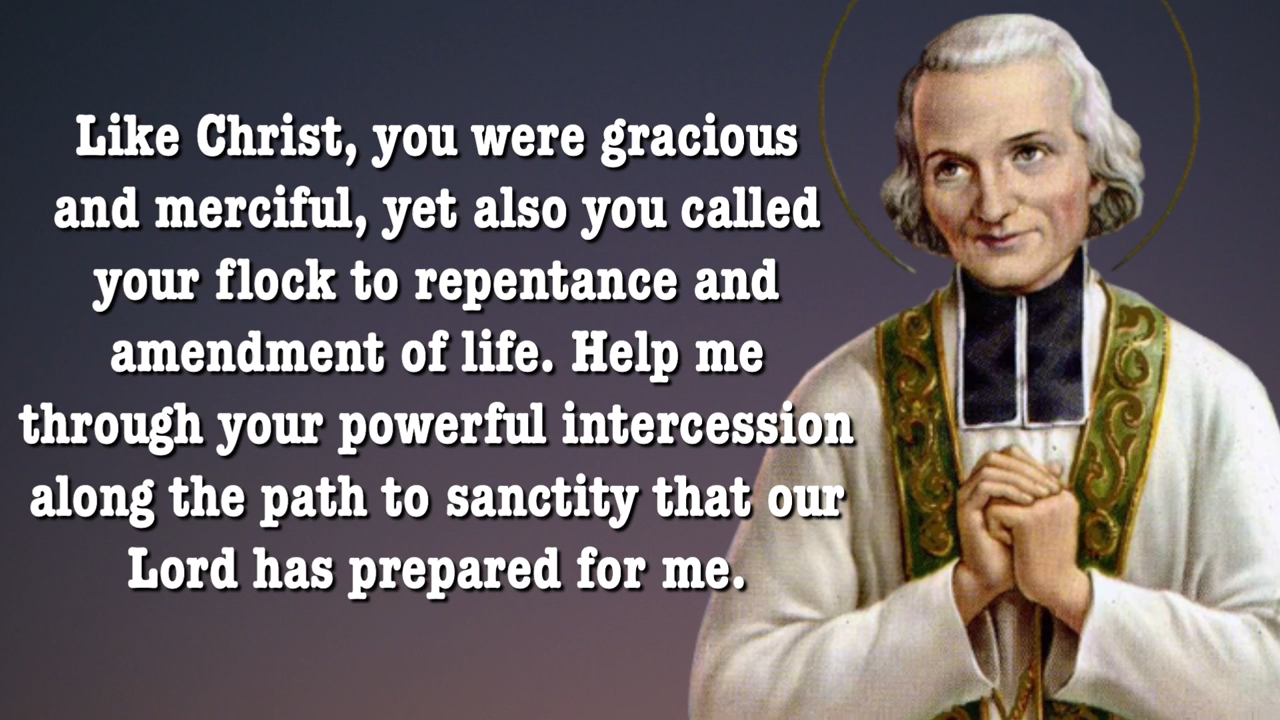 Like Christ, you were gracious
and merciful, yet also you called
your flock to repentance and
amendment of life. Help me
through your powerful intercession
along the path to sanctity that our
Lord has prepared for me.